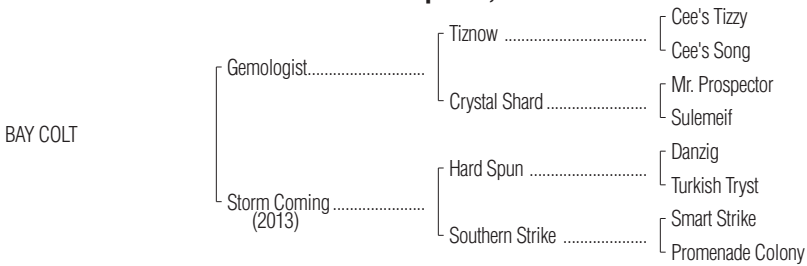 Cee's Tizzy
Tiznow ..................................
Cee's Song
Gemologist............................
Mr. Prospector
Crystal Shard ........................
Sulemeif
BAY COLT
Danzig
Hard Spun ............................
Turkish Tryst
Storm Coming ......................
(2013)
Smart Strike
Southern Strike ....................
Promenade Colony